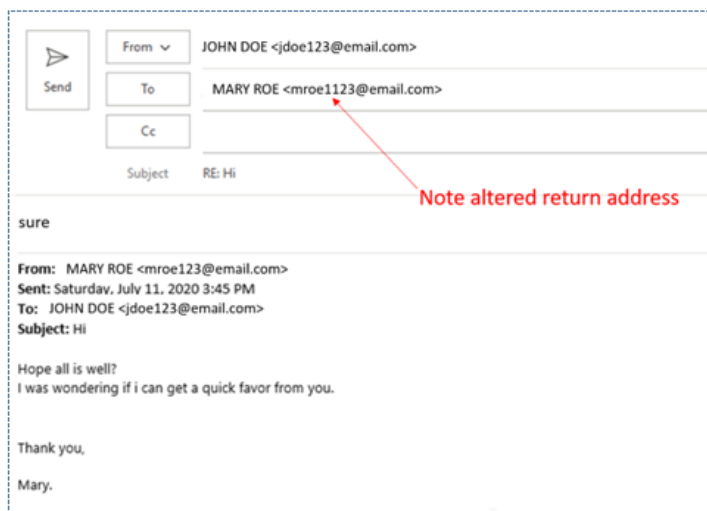 From
JOHN DOE <jdoe123@email.com>
Send
To
MARY ROE <mroe1123@email.com>
Cc
Subject
RE: Hi
Note altered return address
sure
From: MARY ROE <mroe123@email.com>
Sent: Saturday, July 11, 2020 3:45 PM
To: JOHN DOE <jdoe123@email.com>
Subject: Hi
Hope all is well?
I was wondering if i can get a quick favor from you.
Thank you,
Mary.